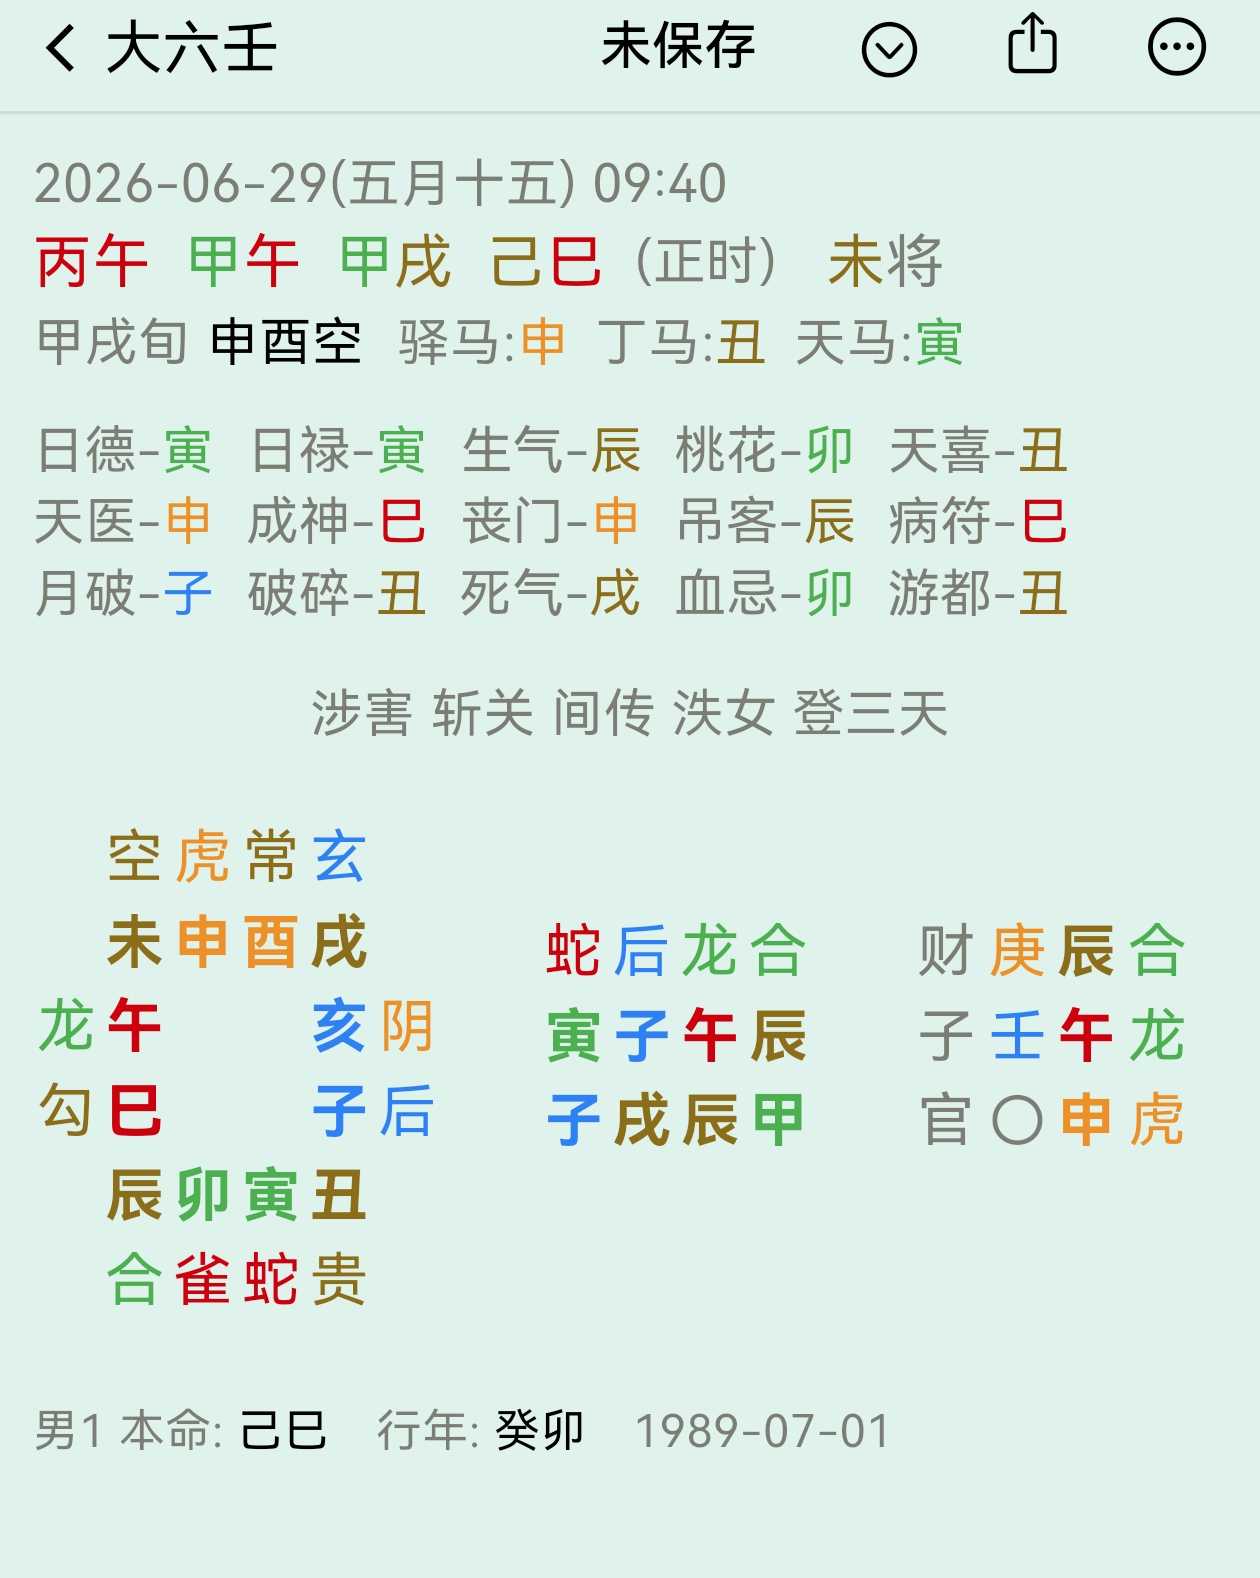 大六壬 未保存
2026-06-29(五月十五) 09:40
丙午 甲午 甲戌 己巳 (正时) 未将
甲戌旬 申酉空 驿马:申 丁马:丑 天马:寅
日德-寅 日禄-寅 生气-辰 桃花-卯 天喜-丑
天医-申 成神-巳 丧门-申 吊客-辰 病符-巳
月破-子 破碎-丑 死气-戌 血忌-卯 游都-丑
涉害 斩关 间传 泆女 登三天
空虎常玄
未申酉戌 蛇后龙合 财庚辰合
龙午 亥阴 寅子午辰 子壬午龙
勾巳 子后 子戌辰甲 官〇申虎
辰卯寅丑
合雀蛇贵
男1 本命: 己巳 行年: 癸卯 1989-07-01